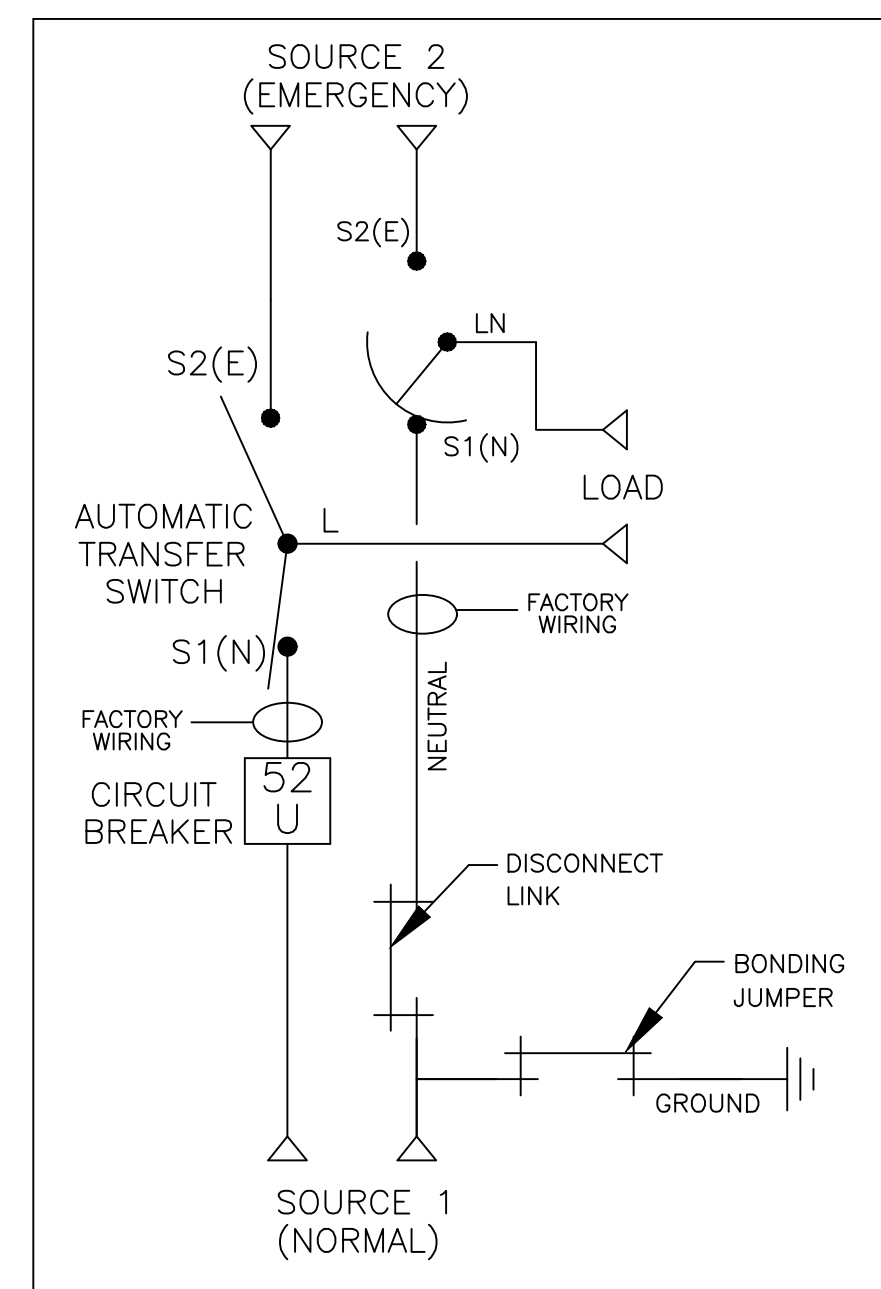 SOURCE 2
(EMERGENCY)
S2(E)
LN
S2(E)
S1(N)
LOAD
AUTOMATIC
TRANSFER
SWITCH
L
FACTORY
WIRING
S1(N)
NEUTRAL
FACTORY
WIRING
52
U
CIRCUIT
BREAKER
DISCONNECT
LINK
BONDING
JUMPER
GROUND
SOURCE 1
(NORMAL)